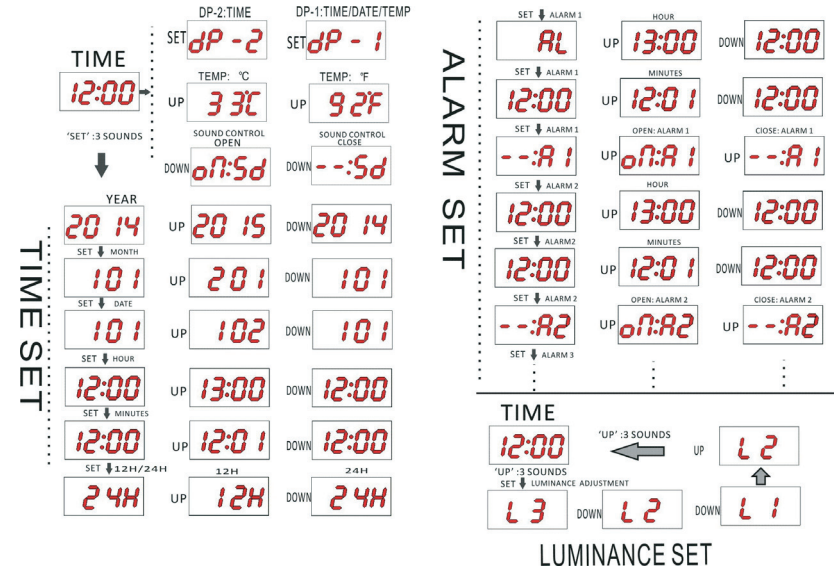 DP-2:TIME DP-1:TIME/DATE/TEMP
SET dP-2 SET dP-1
TIME
12:00
TEMP: ℃ TEMP: ℉
UP 33℃ UP 92℉
'SET' :3 SOUNDS
SOUND CONTROL OPEN
SOUND CONTROL CLOSE
DOWN on:Sd DOWN --:Sd
TIME SET
YEAR
2014 UP 2015 DOWN 2014
SET MONTH
101 UP 201 DOWN 101
SET DATE
101 UP 102 DOWN 101
SET HOUR
12:00 UP 13:00 DOWN 12:00
SET MINUTES
12:00 UP 12:01 DOWN 12:00
SET 12H/24H 12H 24H
24H UP 12H DOWN 24H
ALARM SET
SET ALARM 1 HOUR
AL UP 13:00 DOWN 12:00
SET ALARM 1 MINUTES
12:00 UP 12:01 DOWN 12:00
SET ALARM 1 OPEN: ALARM 1 ClOSE: ALARM 1
--:A1 UP on:A1 UP --:A1
SET ALARM 2 HOUR
12:00 UP 13:00 DOWN 12:00
SET ALARM2 MINUTES
12:00 UP 12:01 DOWN 12:00
SET ALARM 2 OPEN: ALARM 2 ClOSE: ALARM 2
--:A2 UP on:A2 UP --:A2
SET ALARM 3
TIME
12:00 'UP' :3 SOUNDS UP L2
'UP' :3 SOUNDS
SET LUMINANCE ADJUSTMENT
L3 DOWN L2 DOWN L1
LUMINANCE SET